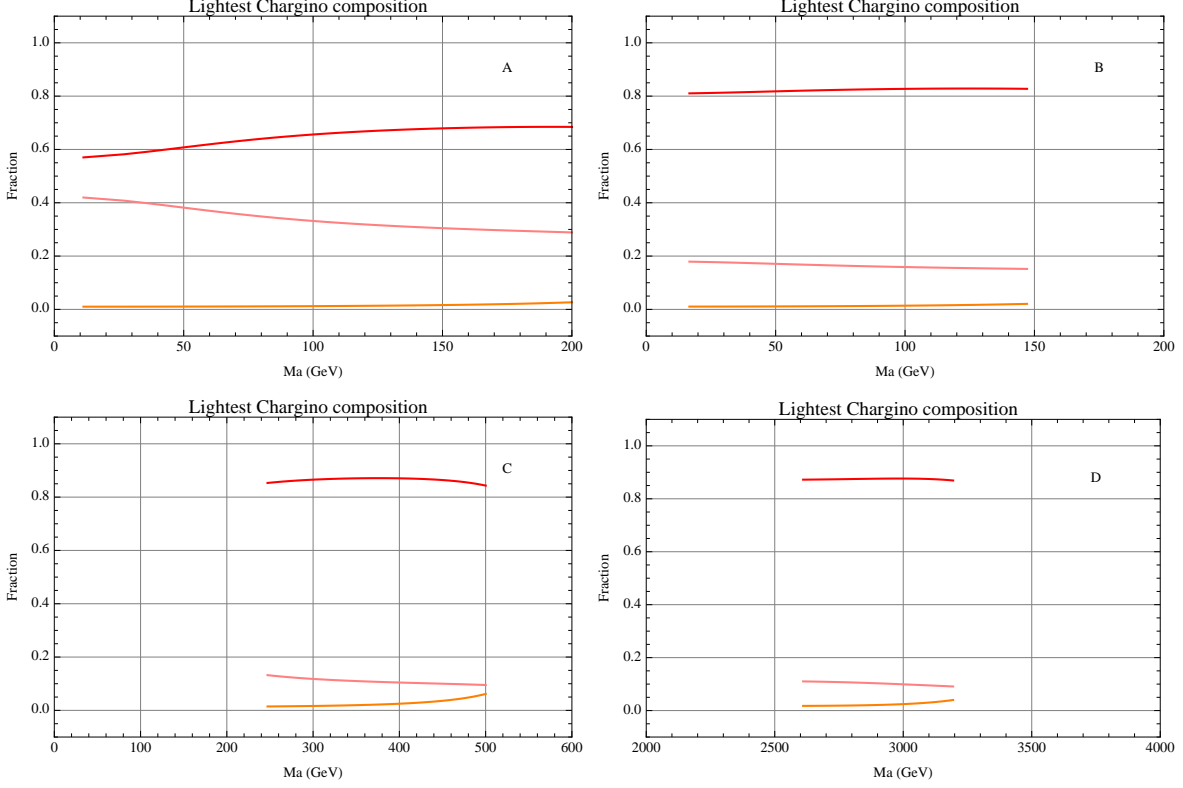 Lightest Chargino composition
A
Fraction
1.0
0.8
0.6
0.4
0.2
0.0
0 50 100 150 200
Ma (GeV)
Lightest Chargino composition
B
Fraction
1.0
0.8
0.6
0.4
0.2
0.0
0 50 100 150 200
Ma (GeV)
Lightest Chargino composition
C
Fraction
1.0
0.8
0.6
0.4
0.2
0.0
0 100 200 300 400 500 600
Ma (GeV)
Lightest Chargino composition
D
Fraction
1.0
0.8
0.6
0.4
0.2
0.0
2000 2500 3000 3500 4000
Ma (GeV)